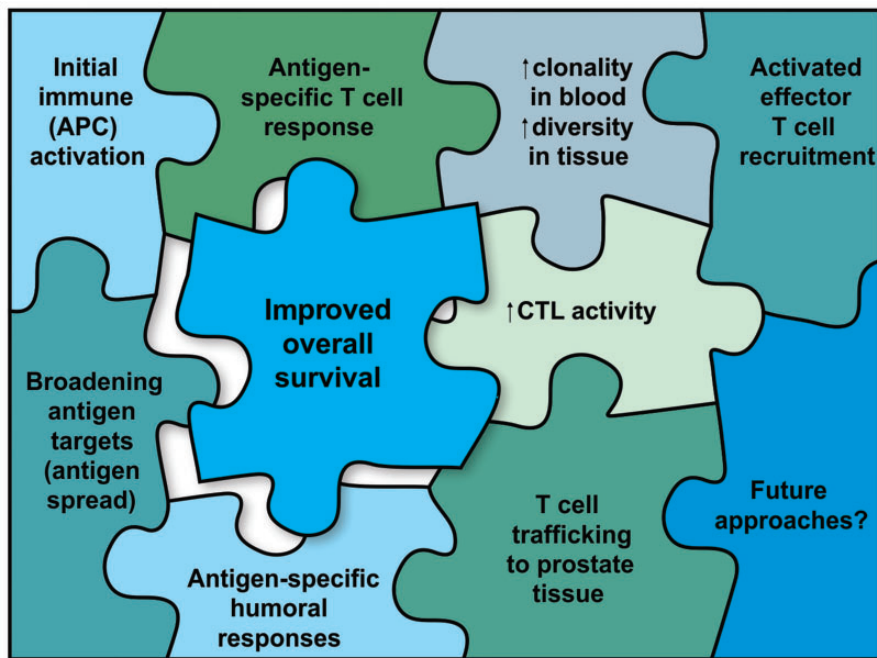 Initial
immune
(APC)
activation
Antigen-
specific T cell
response
↑clonality
in blood
↑diversity
in tissue
Activated
effector
T cell
recruitment
Improved
overall
survival
↑CTL activity
Broadening
antigen
targets
(antigen
spread)
Antigen-specific
humoral
responses
T cell
trafficking
to prostate
tissue
Future
approaches?